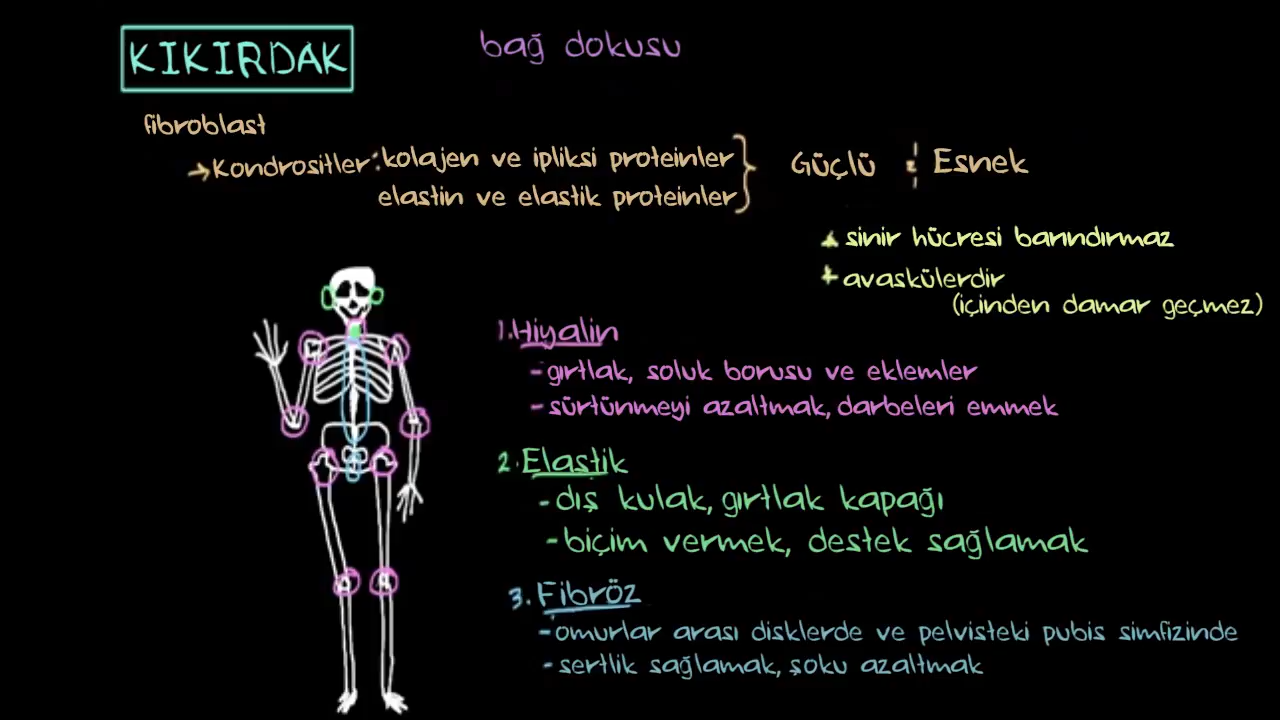 KIKIRDAK
bağ dokusu
fibroblast
→Kondrositler: kolajen ve ipliksi proteinler
elastin ve elastik proteinler
Güçlü : Esnek
sinir hücresi barındırmaz
+ avaskülerdir
(içinden damar geçmez)
1.Hiyalin
-gırtlak, soluk borusu ve eklemler
-sürtünmeyi azaltmak, darbeleri emmek
2.Elastik
-dış kulak, gırtlak kapağı
-biçim vermek, destek sağlamak
3.Fibröz
-omurlar arası disklerde ve pelvisteki pubis simfizinde
-sertlik sağlamak, şoku azaltmak